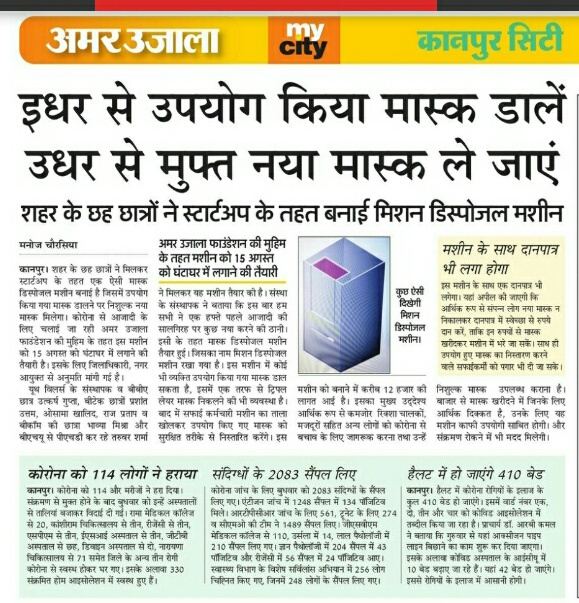 अमर उजाला
my
city
कानपुर सिटी
इधर से उपयोग किया मास्क डालें
उधर से मुफ्त नया मास्क ले जाएं
शहर के छह छात्रों ने स्टार्टअप के तहत बनाई मिशन डिस्पोजल मशीन
मनोज चौरसिया
कानपुर। शहर के छह छात्रों ने मिलकर
स्टार्टअप के तहत एक ऐसी मास्क
डिस्पोजल मशीन बनाई है जिसमें उपयोग
किया गया मास्क डालने पर निशुल्क नया
मास्क मिलेगा। कोरोना से आजादी के
लिए चलाई जा रही अमर उजाला
फाउंडेशन की मुहिम के तहत इस मशीन
को 15 अगस्त को घंटाघर में लगाने की
तैयारी है। इसके लिए जिलाधिकारी, नगर
आयुक्त से अनुमति मांगी गई है।
यूथ विलर्स के संस्थापक व बीबीए
छात्र उत्कर्ष गुप्ता, बीटेक छात्रों प्रशांत
उत्तम, ओसामा खालिद, राज प्रताप व
बीकॉम की छात्रा भाव्या मिश्रा और
बीएचयू से पीएचडी कर रहे तरुवर शर्मा
अमर उजाला फाउंडेशन की मुहिम
के तहत मशीन को 15 अगस्त
को घंटाघर में लगाने की तैयारी
ने मिलकर यह मशीन तैयार की है। संस्था
के संस्थापक ने बताया कि इस बार हम
सभी ने एक हफ्ते पहले आजादी की
सालगिरह पर कुछ नया करने की ठानी।
इसी के तहत मास्क डिस्पोजल मशीन
तैयार हुई। जिसका नाम मिशन डिस्पोजल
मशीन रखा गया है। इस मशीन में कोई
भी व्यक्ति उपयोग किया गया मास्क डाल
सकता है, इसमें एक तरफ से ट्रिपल
लेयर मास्क निकलने की भी व्यवस्था है।
बाद में सफाई कर्मचारी मशीन का ताला
खोलकर उपयोग किए गए मास्क को
सुरक्षित तरीके से निस्तारित करेंगे। इस
कुछ ऐसी
दिखेगी
मिशन
डिस्पोजल
मशीन।
मशीन को बनाने में करीब 12 हजार की
लागत आई है। इसका मुख्य उद्देश्य
आर्थिक रूप से कमजोर रिक्शा चालकों,
मजदूरों सहित अन्य लोगों को कोरोना से
बचाव के लिए जागरूक करना तथा उन्हें
मशीन के साथ दानपात्र
भी लगा होगा
इस मशीन के साथ एक दानपात्र भी
लगेगा। यहां अपील की जाएगी कि
आर्थिक रूप से संपन्न लोग नया मास्क न
निकालकर दानपात्र में स्वेच्छा से रुपये
दान करें, ताकि इन रुपयों से मास्क
खरीदकर मशीन में भरे जा सकें। साथ ही
उपयोग हुए मास्क का निस्तारण करने
वाले सफाईकर्मी को पगार भी दी जा सके।
निशुल्क मास्क उपलब्ध कराना है।
बाजार से मास्क खरीदने में जिनके लिए
आर्थिक दिक्कत है, उनके लिए यह
मशीन काफी उपयोगी साबित होगी। और
संक्रमण रोकने में भी मदद मिलेगी।
कोरोना को 114 लोगों ने हराया
कानपुर। कोरोना को 114 और मरीजों ने हरा दिया।
संक्रमण से मुक्त होने के बाद बुधवार को इन्हें अस्पतालों
से तालियां बजाकर विदाई दी गई। रामा मेडिकल कॉलेज
से 20, कांशीराम चिकित्सालय से तीन, रीजेंसी से तीन,
एसपीएम से तीन, ईएसआई अस्पताल से तीन, जीटीबी
अस्पताल से छह, डिवाइन अस्पताल से दो, नारायणा
चिकित्सालय से 71 समेत जिले के अन्य तीन रोगी
कोरोना से स्वस्थ होकर घर गए। इसके अलावा 330
संक्रमित होम आइसोलेशन में स्वस्थ हुए हैं।
संदिग्धों के 2083 सैंपल लिए
कानपुर। कोरोना जांच के लिए बुधवार को 2083 संदिग्धों के सैंपल
लिए गए। एंटीजन जांच में 1248 सैंपल में 134 पॉजिटिव
मिले। आरटीपीसीआर जांच के लिए 561, ट्रूनेट के लिए 274
व सीएमओ की टीम ने 1489 सैंपल लिए। जीएसवीएम
मेडिकल कॉलेज से 110, उर्सला में 14, लाल पैथोलॉजी में
210 सैंपल लिए गए। ज्ञान पैथोलॉजी में 204 सैंपल में 43
पॉजिटिव और रीजेंसी में 56 सैंपल में 24 पॉजिटिव आए।
स्वास्थ्य विभाग के विशेष सर्विलांस अभियान में 256 लोग
चिह्नित किए गए, जिनमें 248 लोगों के सैंपल लिए गए।
हैलट में हो जाएंगे 410 बेड
कानपुर। हैलट में कोरोना रोगियों के इलाज के
कुल 410 बेड हो जाएंगे। इसमें वार्ड नंबर एक,
दो, तीन और चार को कोविड आइसोलेशन में
तब्दील किया जा रहा है। प्राचार्य डॉ. आरबी कमल
ने बताया कि गुरुवार से यहां आक्सीजन पाइप
लाइन बिछाने का काम शुरू कर दिया जाएगा।
इसके अलावा कोविड अस्पताल के आईसीयू में
10 बेड बढ़ाए जा रहे हैं। यहां 42 बेड हो जाएंगे।
इससे रोगियों के इलाज में आसानी होगी।